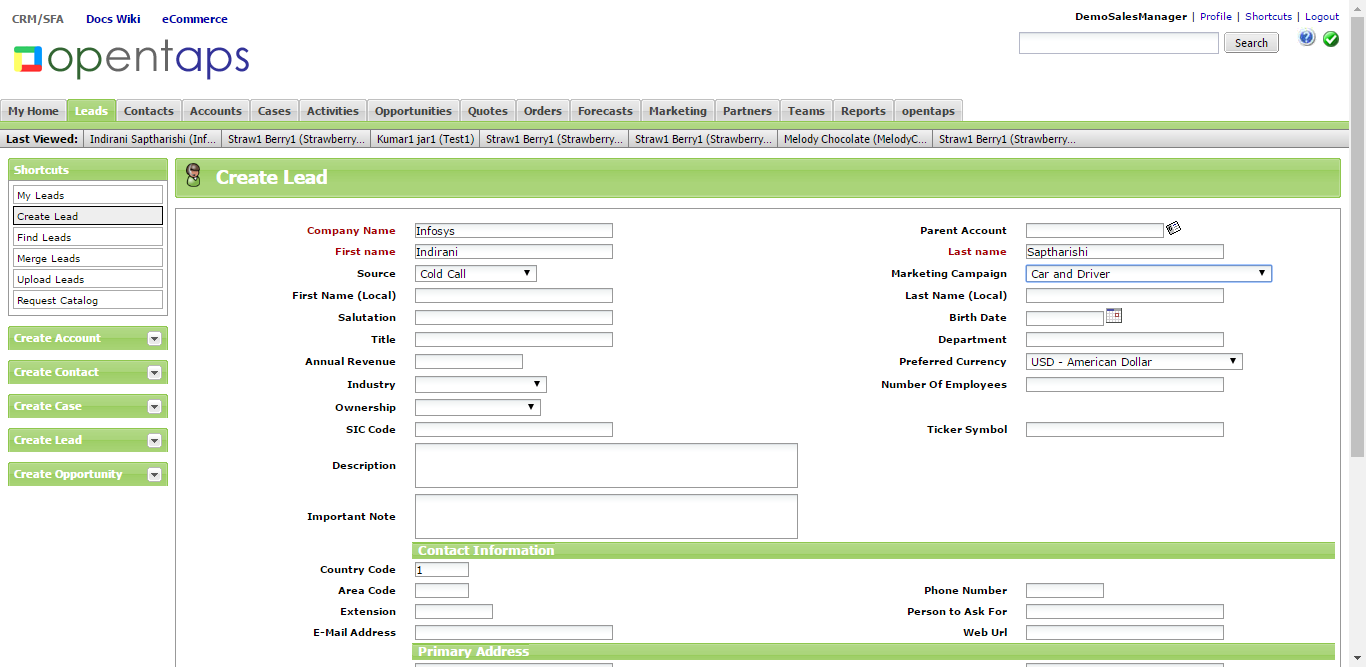 CRM/SFA Docs Wiki eCommerce
DemoSalesManager | Profile | Shortcuts | Logout
opentaps
Search
My Home Leads Contacts Accounts Cases Activities Opportunities Quotes Orders Forecasts Marketing Partners Teams Reports opentaps
Last Viewed: Indirani Saptharishi (Inf... Straw1 Berry1 (Strawberry... Kumar1 jar1 (Test1) Straw1 Berry1 (Strawberry... Straw1 Berry1 (Strawberry... Melody Chocolate (MelodyC... Straw1 Berry1 (Strawberry...
Shortcuts
My Leads
Create Lead
Find Leads
Merge Leads
Upload Leads
Request Catalog
Create Account
Create Contact
Create Case
Create Lead
Create Opportunity
Create Lead
Company Name Infosys Parent Account
First name Indirani Last name Saptharishi
Source Cold Call Marketing Campaign Car and Driver
First Name (Local) Last Name (Local)
Salutation Birth Date
Title Department
Annual Revenue Preferred Currency USD - American Dollar
Industry Number Of Employees
Ownership
SIC Code Ticker Symbol
Description
Important Note
Contact Information
Country Code 1
Area Code Phone Number
Extension Person to Ask For
E-Mail Address Web Url
Primary Address